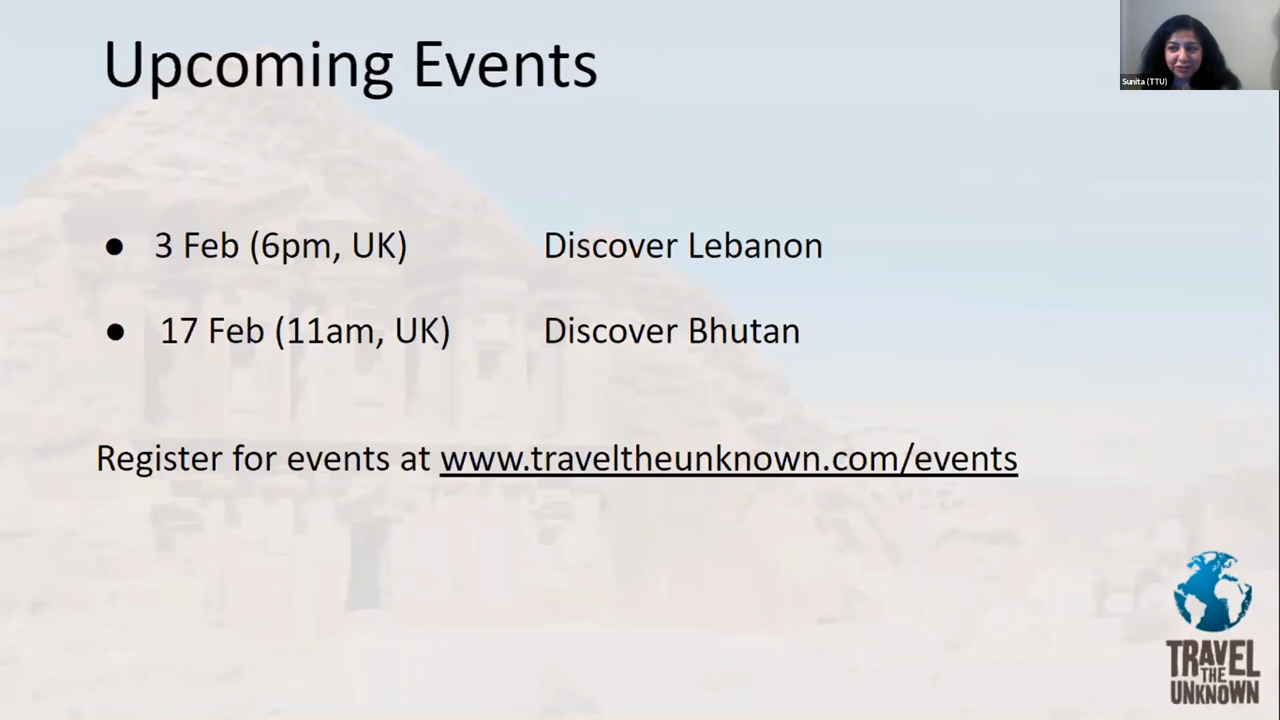 Upcoming Events
Sunita (TTU)
● 3 Feb (6pm, UK) Discover Lebanon
● 17 Feb (11am, UK) Discover Bhutan
Register for events at www.traveltheunknown.com/events
TRAVEL
THE
UNKNOWN